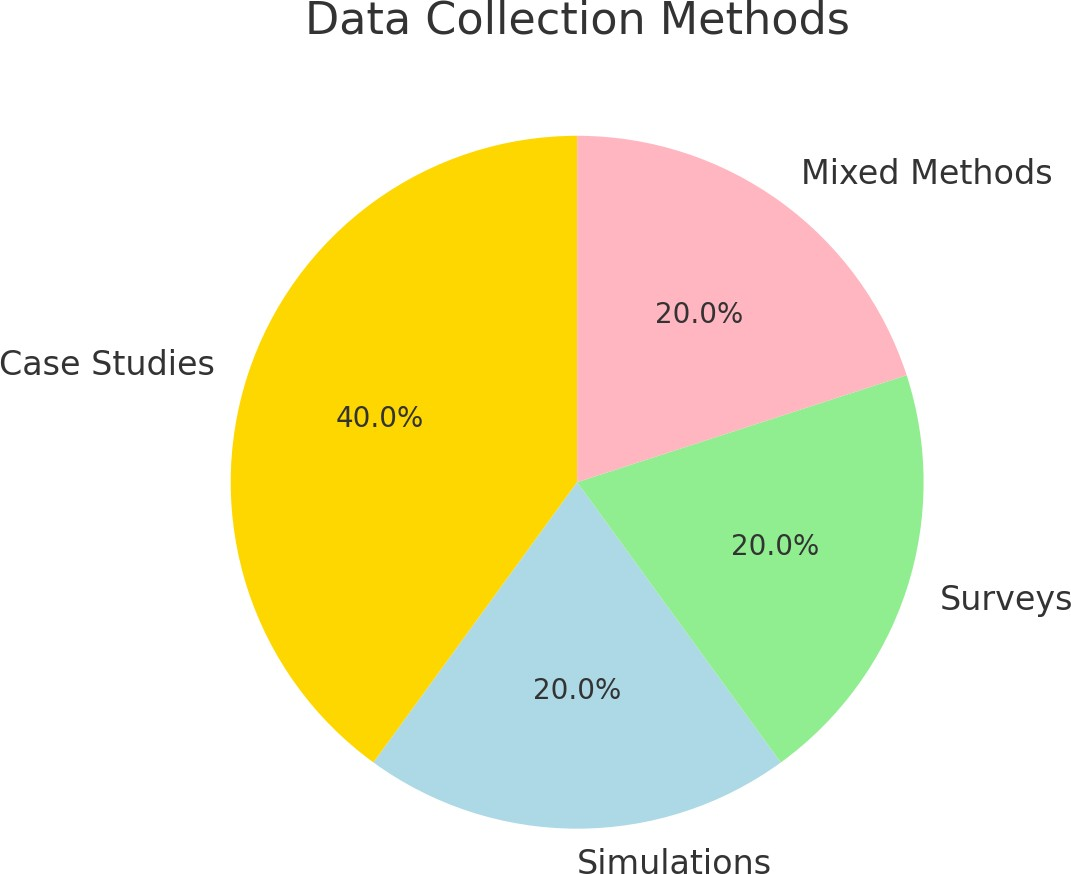 Data Collection Methods
Mixed Methods
20.0%
Case Studies
40.0%
20.0%
Surveys
20.0%
Simulations